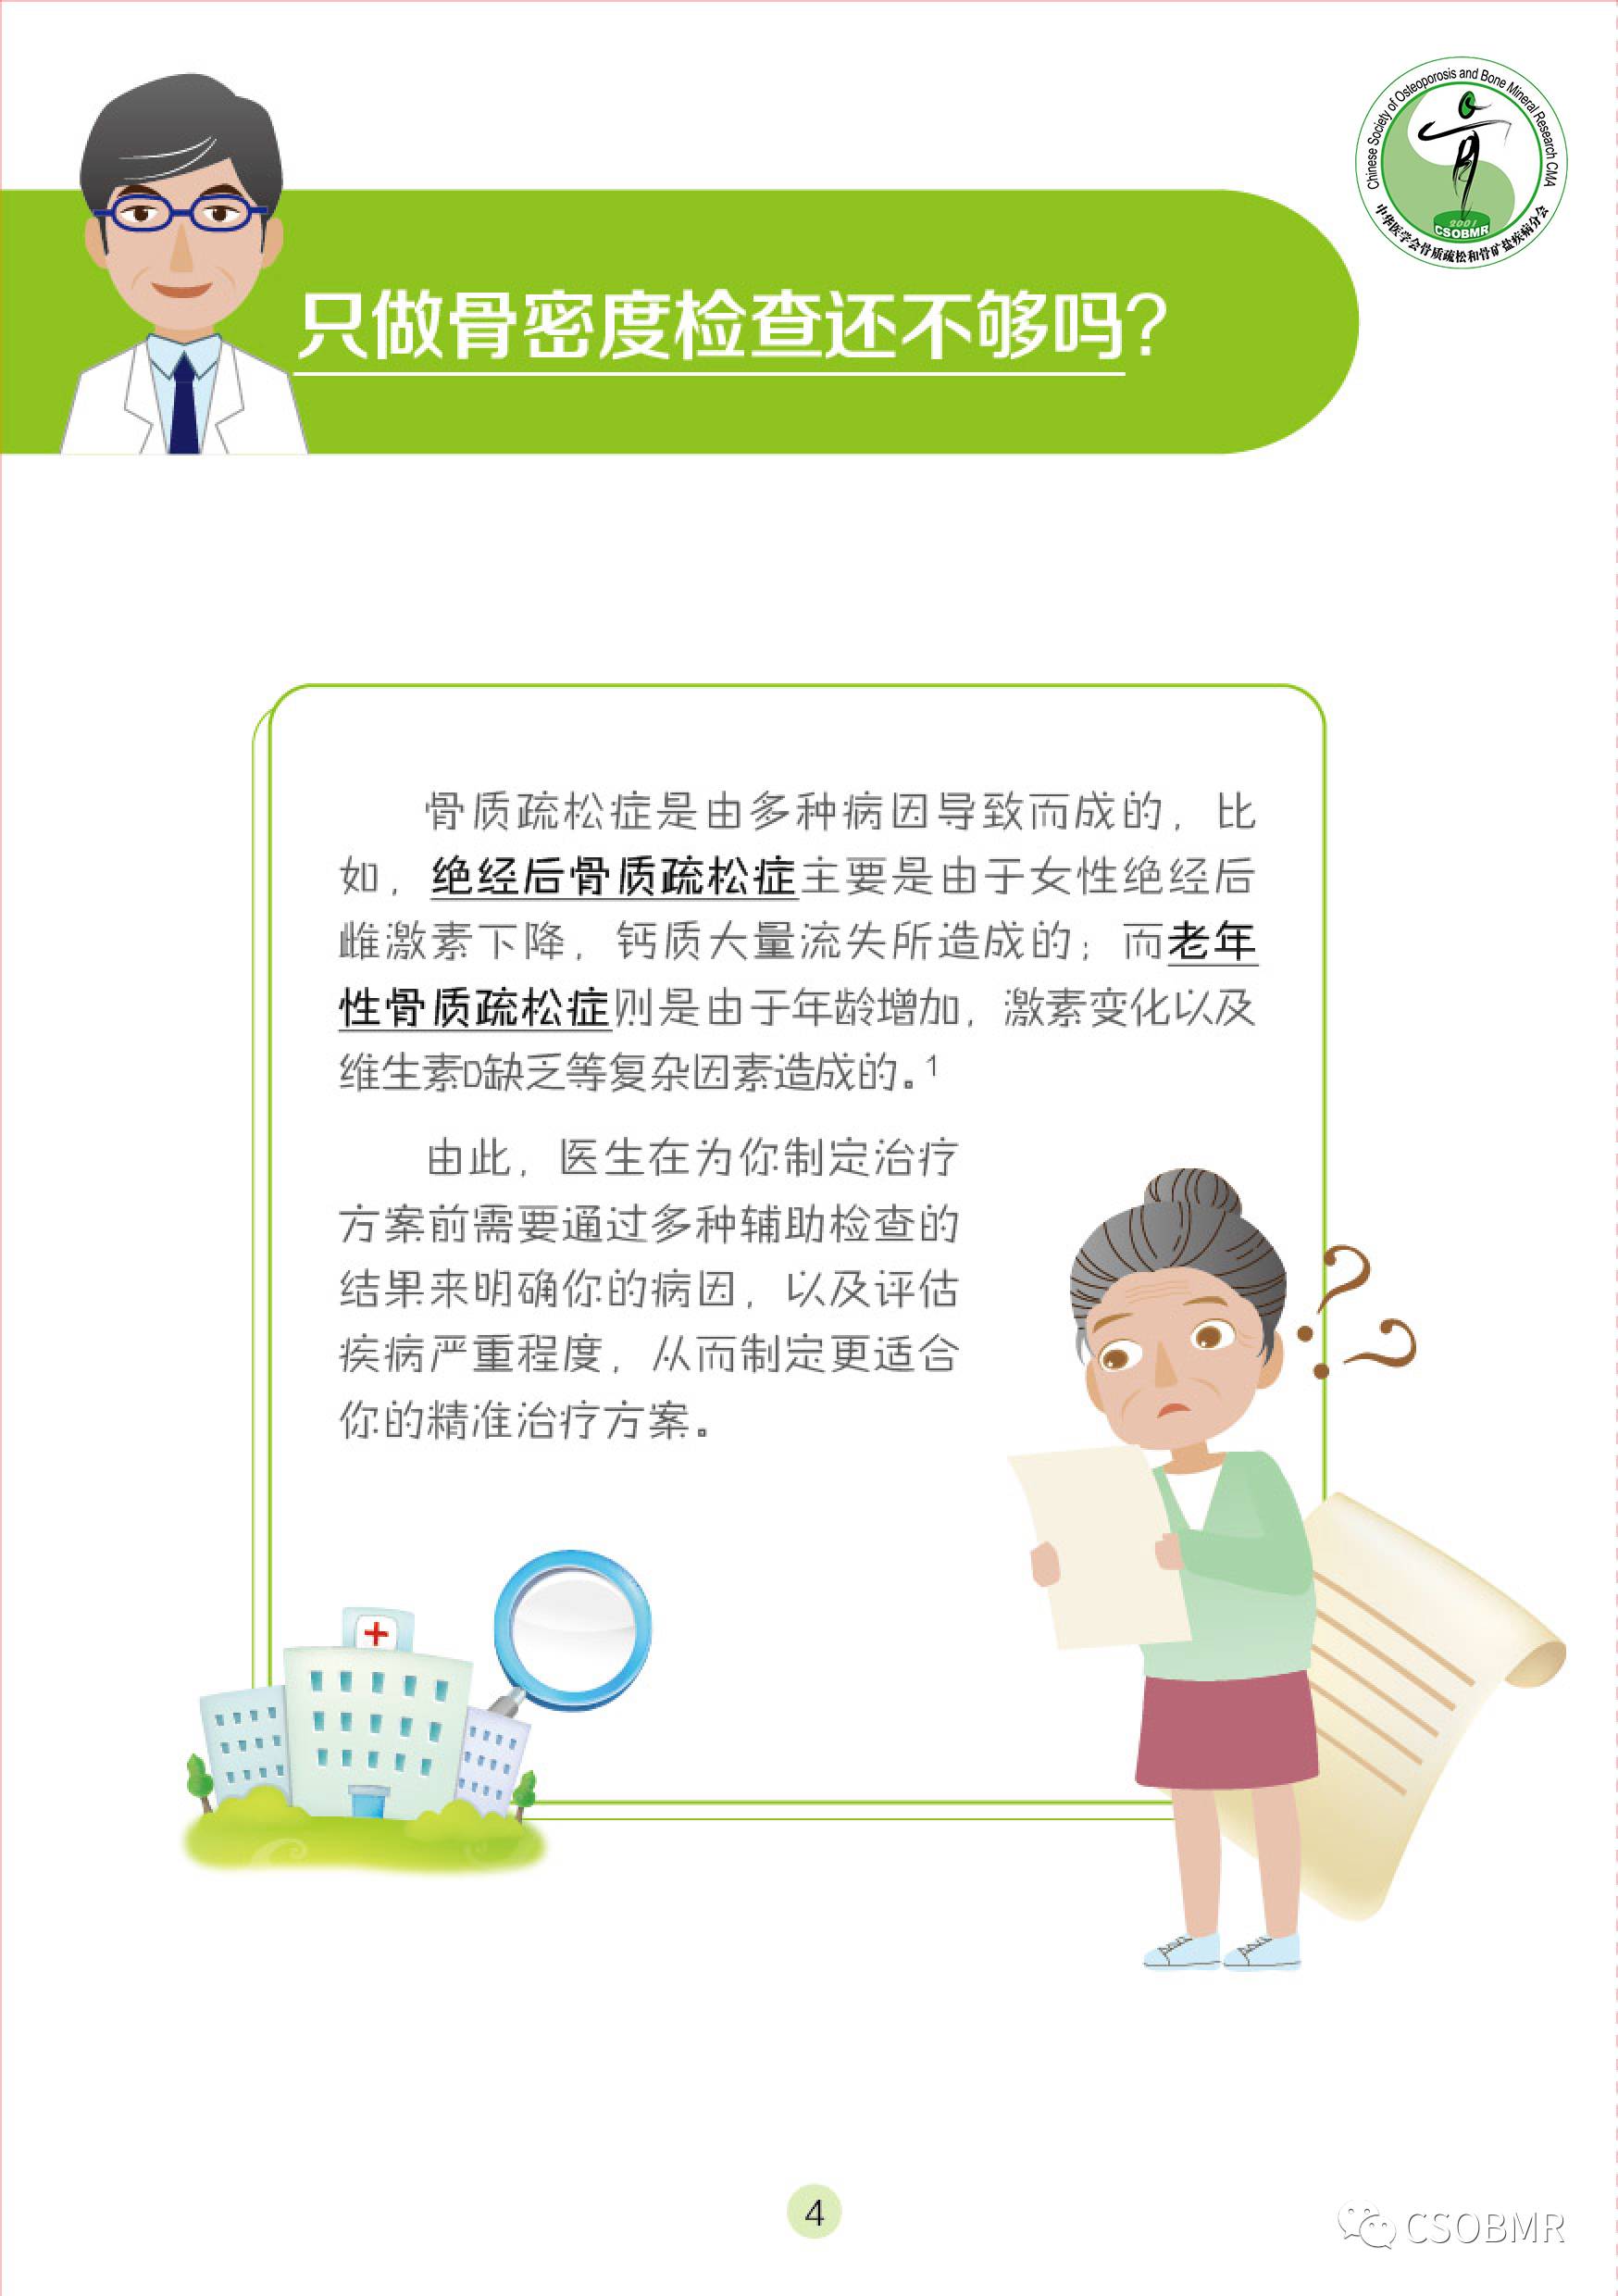 Chinese Society of Osteoporosis and Bone Mineral Research CMA
2001
CSOBMR
中华医学会骨质疏松和骨矿盐疾病分会
只做骨密度检查还不够吗?
骨质疏松症是由多种病因导致而成的，比
如，绝经后骨质疏松症主要是由于女性绝经后
雌激素下降，钙质大量流失所造成的；而老年
性骨质疏松症则是由于年龄增加，激素变化以及
维生素D缺乏等复杂因素造成的。1
由此，医生在为你制定治疗
方案前需要通过多种辅助检查的
结果来明确你的病因，以及评估
疾病严重程度，从而制定更适合
你的精准治疗方案。
4
CSOBMR